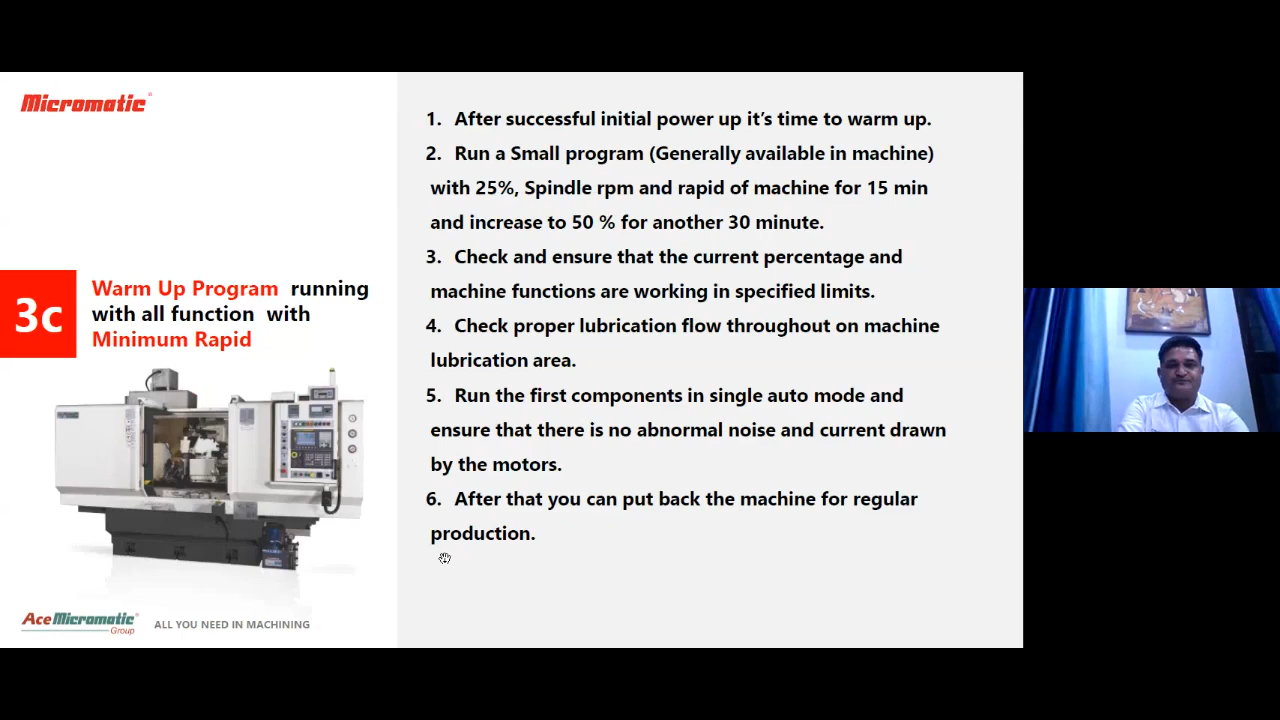 Micromatic
3c
Warm Up Program running
with all function with
Minimum Rapid
AceMicromatic
Group
ALL YOU NEED IN MACHINING
1. After successful initial power up it’s time to warm up.
2. Run a Small program (Generally available in machine)
with 25%, Spindle rpm and rapid of machine for 15 min
and increase to 50 % for another 30 minute.
3. Check and ensure that the current percentage and
machine functions are working in specified limits.
4. Check proper lubrication flow throughout on machine
lubrication area.
5. Run the first components in single auto mode and
ensure that there is no abnormal noise and current drawn
by the motors.
6. After that you can put back the machine for regular
production.